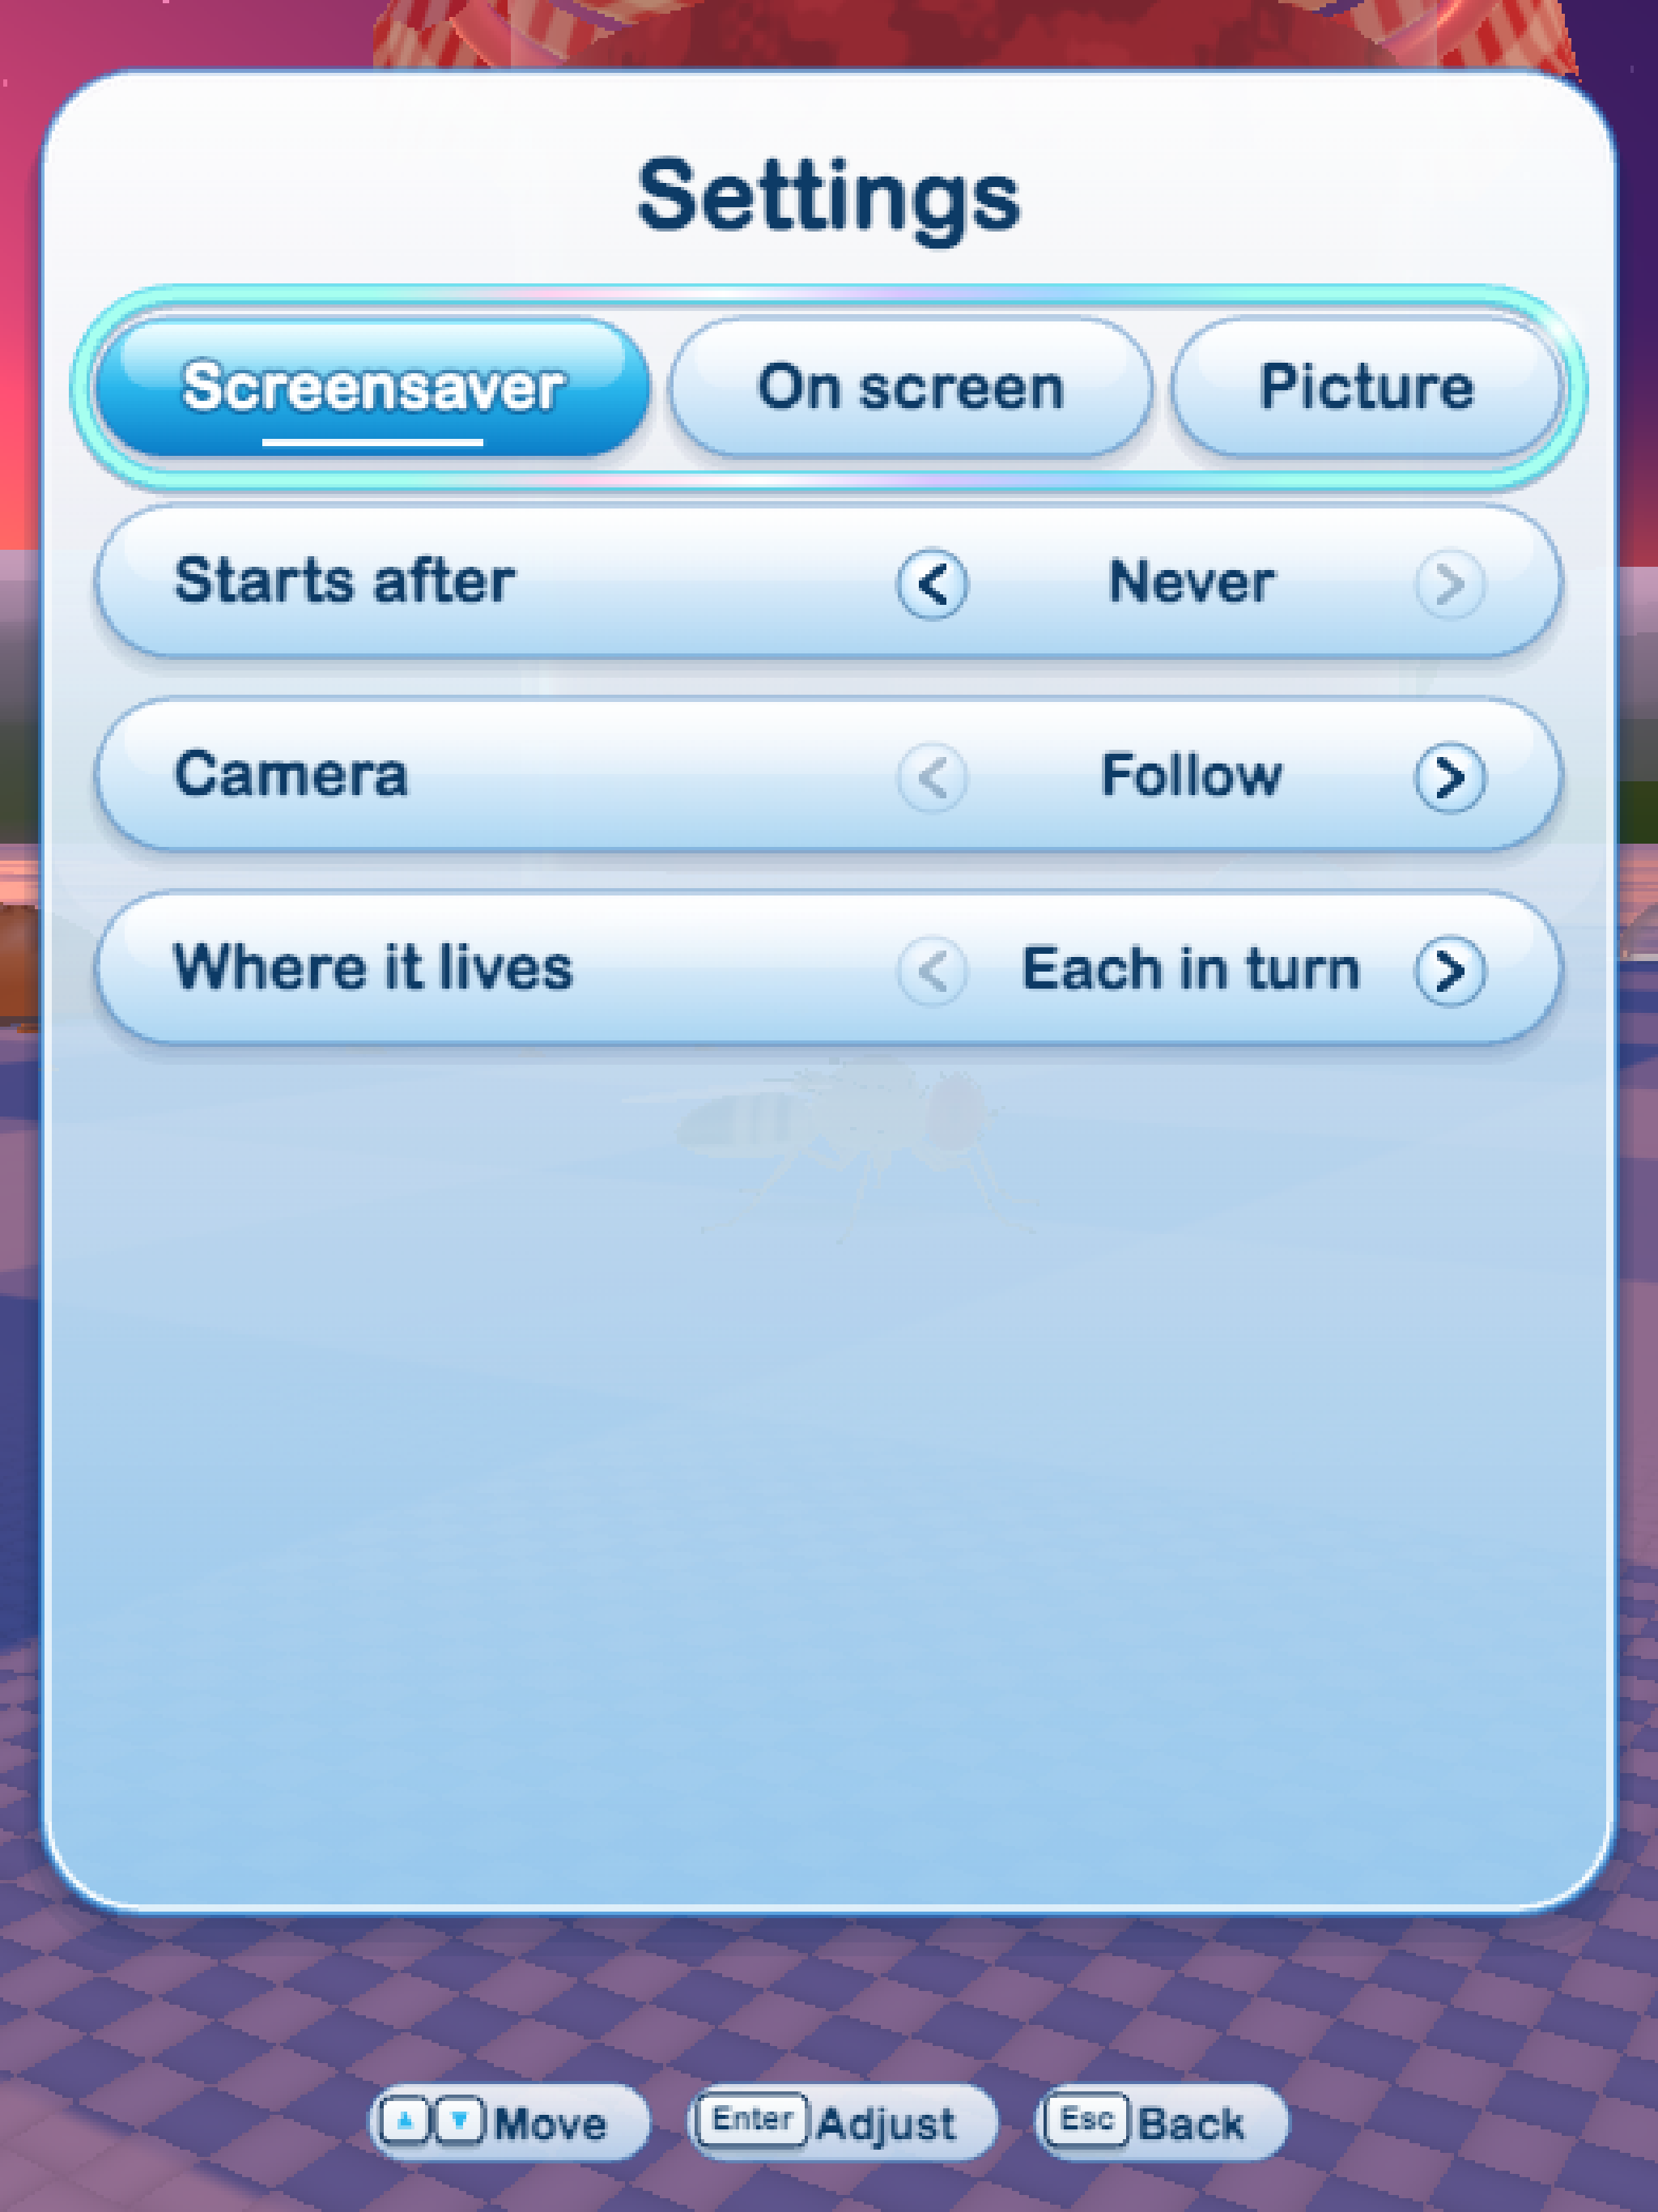 Settings
Screensaver On screen Picture
Starts after < Never >
Camera < Follow >
Where it lives < Each in turn >
▲ ▼ Move Enter Adjust Esc Back